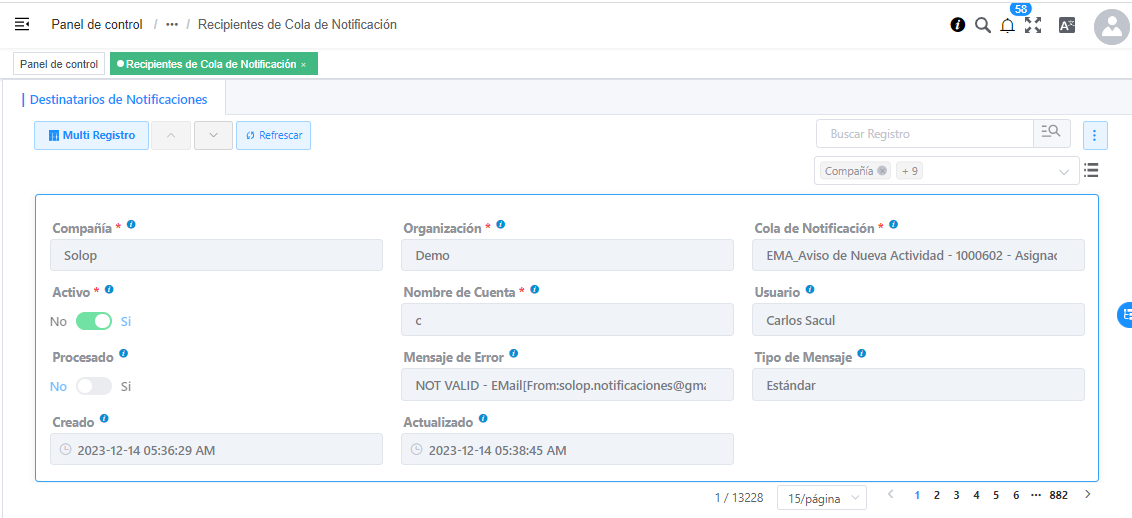 Panel de control / ··· / Recipientes de Cola de Notificación
58
Panel de control
Recipientes de Cola de Notificación ×
Destinatarios de Notificaciones
Multi Registro
Refrescar
Buscar Registro
Compañía
+ 9
Compañía *
Solop
Organización *
Demo
Cola de Notificación *
EMA_Aviso de Nueva Actividad - 1000602 - Asignac
Activo *
No Si
Nombre de Cuenta *
c
Usuario
Carlos Sacul
Procesado
No Si
Mensaje de Error
NOT VALID - EMail[From:solop.notificaciones@gma
Tipo de Mensaje
Estándar
Creado
2023-12-14 05:36:29 AM
Actualizado
2023-12-14 05:38:45 AM
1 / 13228 15/página 1 2 3 4 5 6 ··· 882